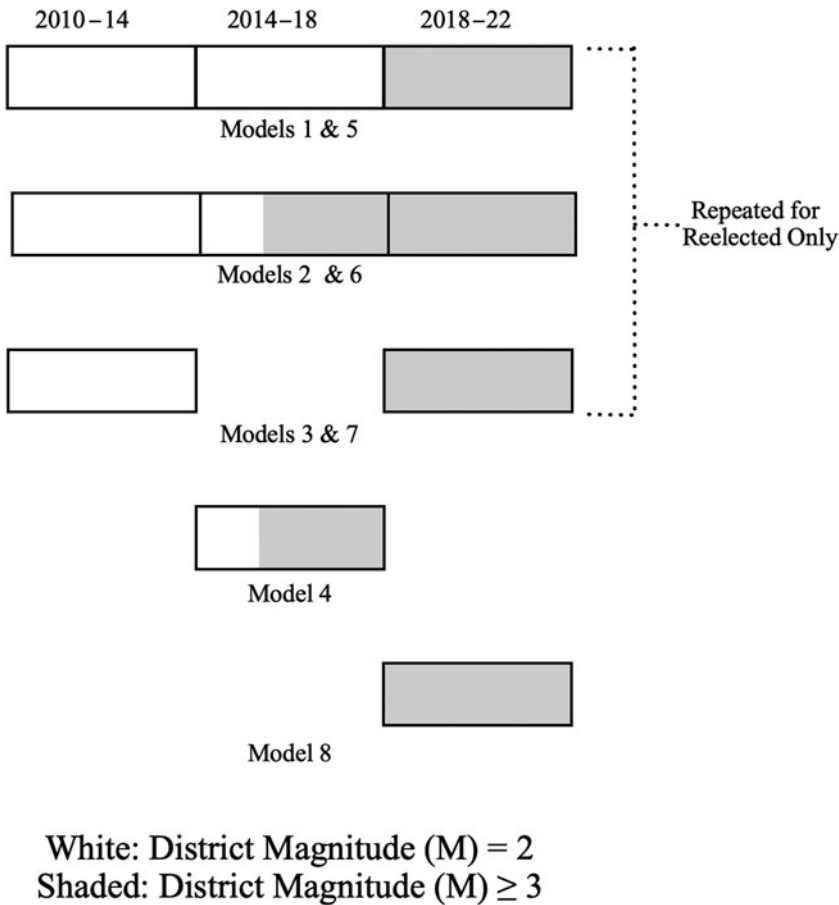 2010–14 2014–18 2018–22
Models 1 & 5
Repeated for
Reelected Only
Models 2 & 6
Models 3 & 7
Model 4
Model 8
White: District Magnitude (M) = 2
Shaded: District Magnitude (M) ≥ 3